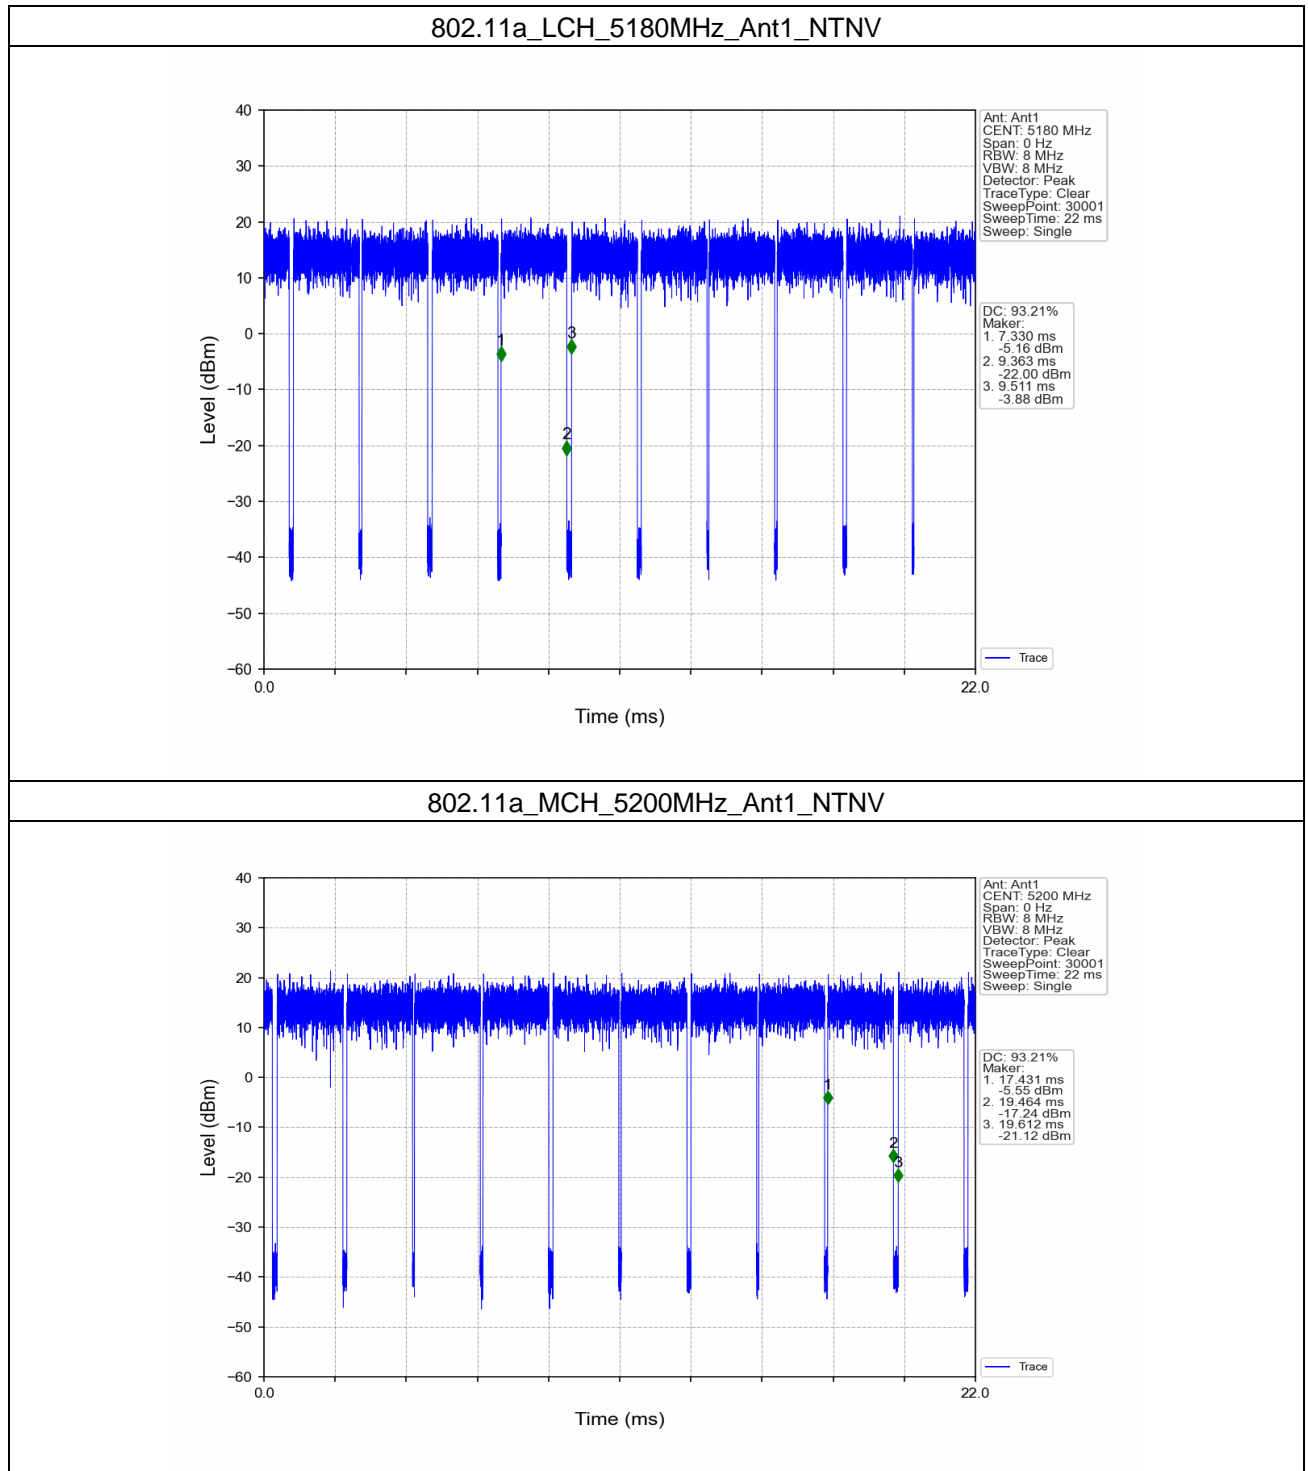 802.11a_LCH_5180MHz_Ant1_NTNV
40
30
20
10
0
−10
−20
−30
−40
−50
−60
Level (dBm)
0.0
22.0
Time (ms)
1
2
3
Ant: Ant1
CENT: 5180 MHz
Span: 0 Hz
RBW: 8 MHz
VBW: 8 MHz
Detector: Peak
TraceType: Clear
SweepPoint: 30001
SweepTime: 22 ms
Sweep: Single
DC: 93.21%
Maker:
1. 7.330 ms
-5.16 dBm
2. 9.363 ms
-22.00 dBm
3. 9.511 ms
-3.88 dBm
Trace
802.11a_MCH_5200MHz_Ant1_NTNV
40
30
20
10
0
−10
−20
−30
−40
−50
−60
Level (dBm)
0.0
22.0
Time (ms)
1
2
3
Ant: Ant1
CENT: 5200 MHz
Span: 0 Hz
RBW: 8 MHz
VBW: 8 MHz
Detector: Peak
TraceType: Clear
SweepPoint: 30001
SweepTime: 22 ms
Sweep: Single
DC: 93.21%
Maker:
1. 17.431 ms
-5.55 dBm
2. 19.464 ms
-17.24 dBm
3. 19.612 ms
-21.12 dBm
Trace